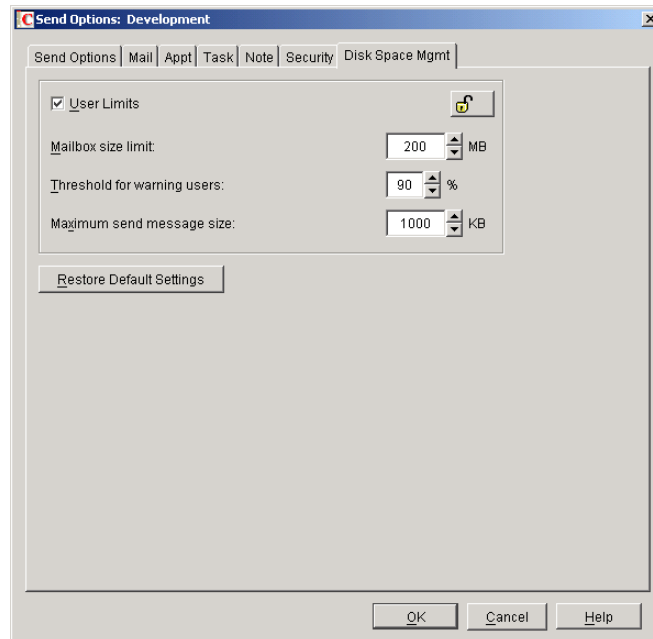 Send Options: Development
Send Options Mail Appt Task Note Security Disk Space Mgmt
User Limits
Mailbox size limit: 200 MB
Threshold for warning users: 90 %
Maximum send message size: 1000 KB
Restore Default Settings
OK Cancel Help